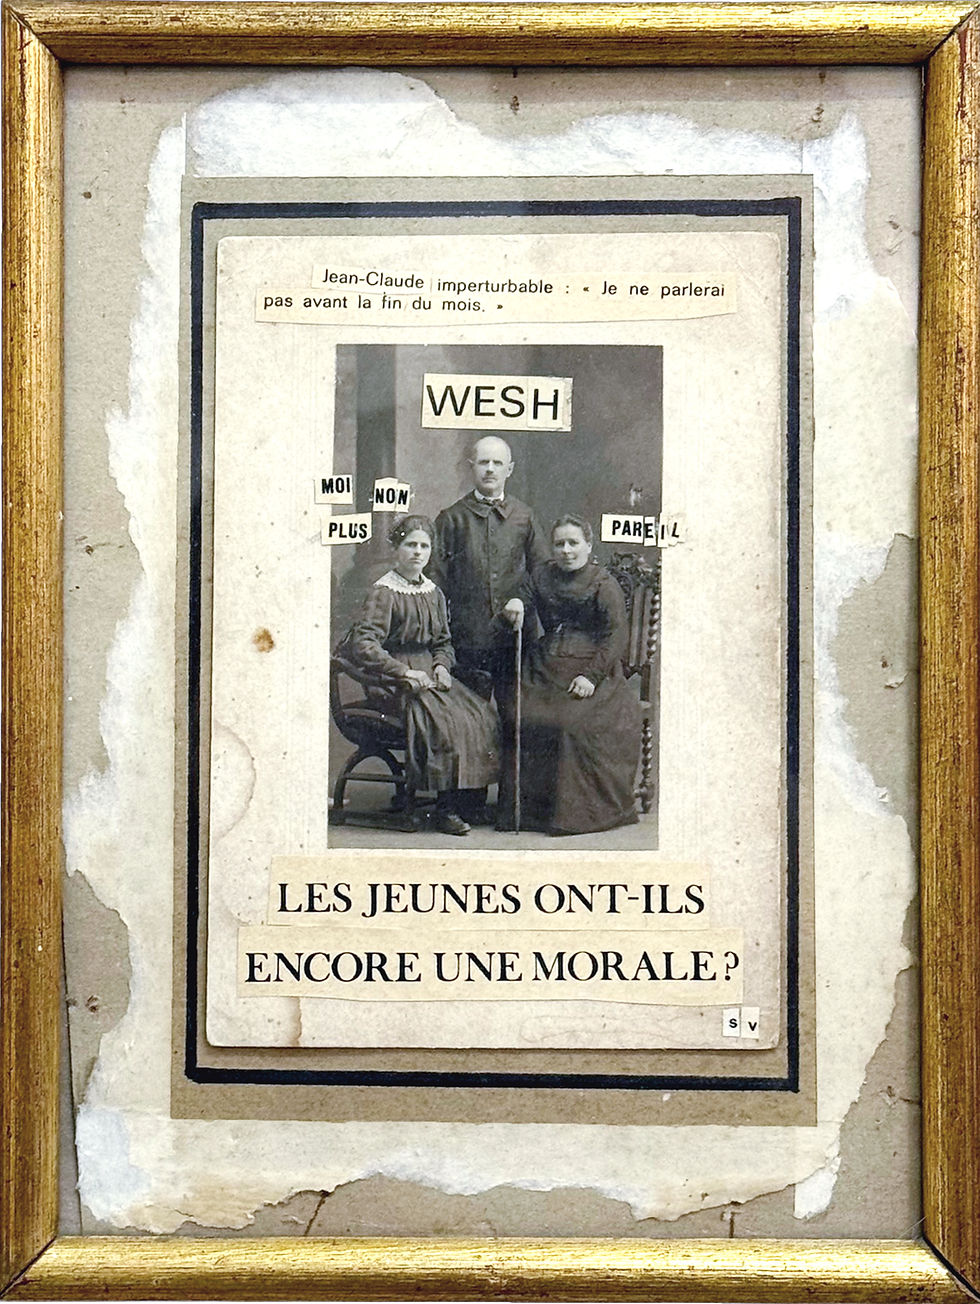 Jean-Claude imperturbable : « Je ne parlerai
pas avant la fin du mois. »
WESH
MOI NON
PLUS
PAREIL
LES JEUNES ONT-ILS
ENCORE UNE MORALE ?
s v